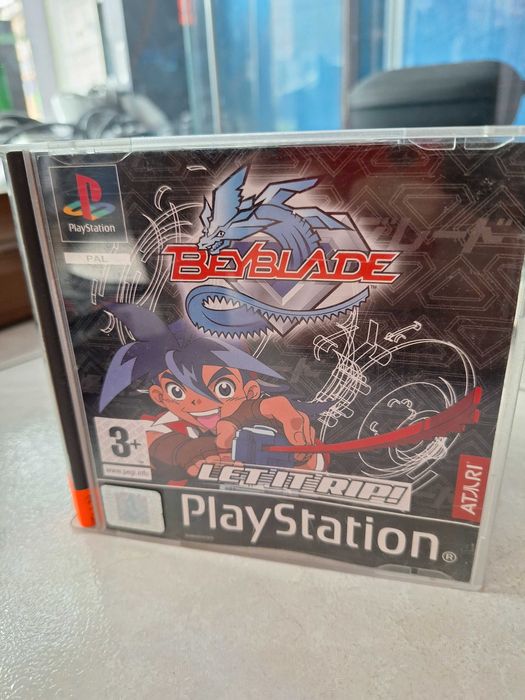 PlayStation
PAL
BEYBLADE
3+
www.pegi.info
LET IT RIP!
ATARI
PlayStation®